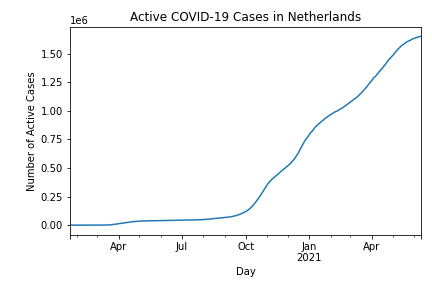 Active COVID-19 Cases in Netherlands
1e6
1.50
1.25
1.00
0.75
0.50
0.25
0.00
Number of Active Cases
Apr
Jul
Oct
Jan
2021
Apr
Day